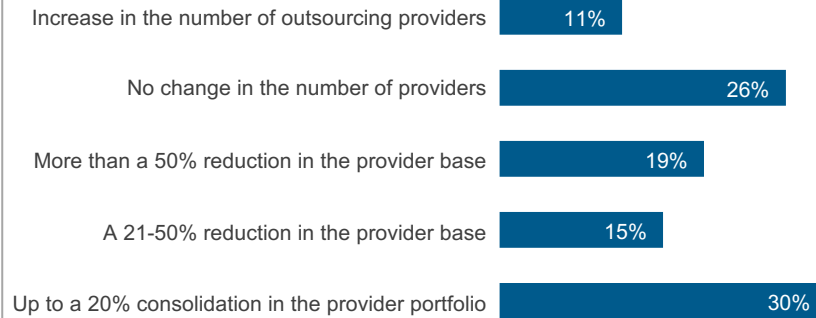 Increase in the number of outsourcing providers 11%
No change in the number of providers 26%
More than a 50% reduction in the provider base 19%
A 21-50% reduction in the provider base 15%
Up to a 20% consolidation in the provider portfolio 30%